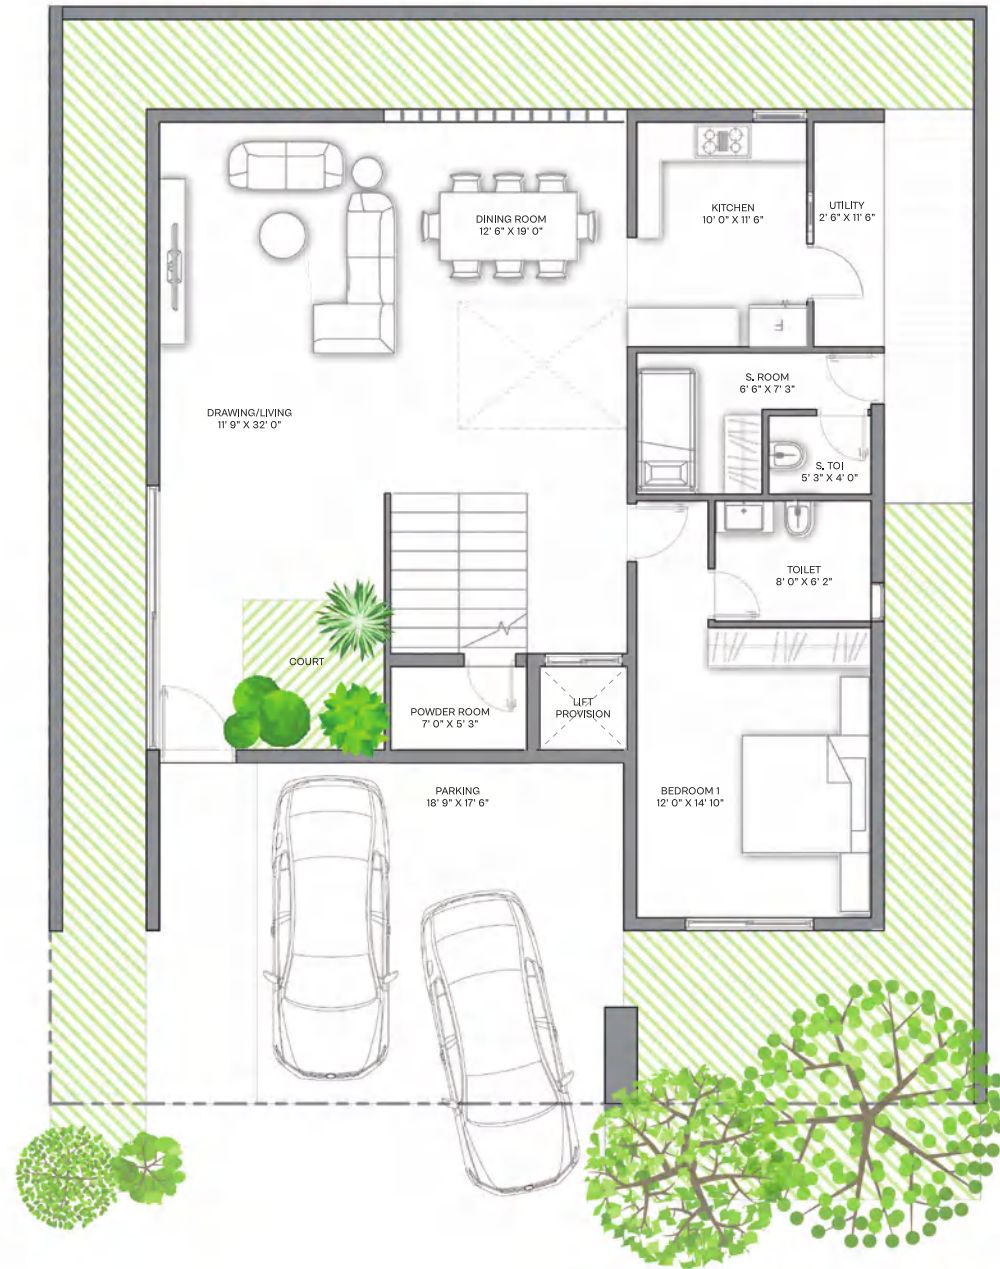 DINING ROOM
12' 6" X 19' 0"
KITCHEN
10' 0" X 11' 6"
UTILITY
2' 6" X 11' 6"
F
S. ROOM
6' 6" X 7' 3"
DRAWING/LIVING
11' 9" X 32' 0"
S. TOI
5' 3" X 4' 0"
TOILET
8' 0" X 6' 2"
COURT
POWDER ROOM
7' 0" X 5' 3"
LIFT
PROVISION
PARKING
18' 9" X 17' 6"
BEDROOM 1
12' 0" X 14' 10"